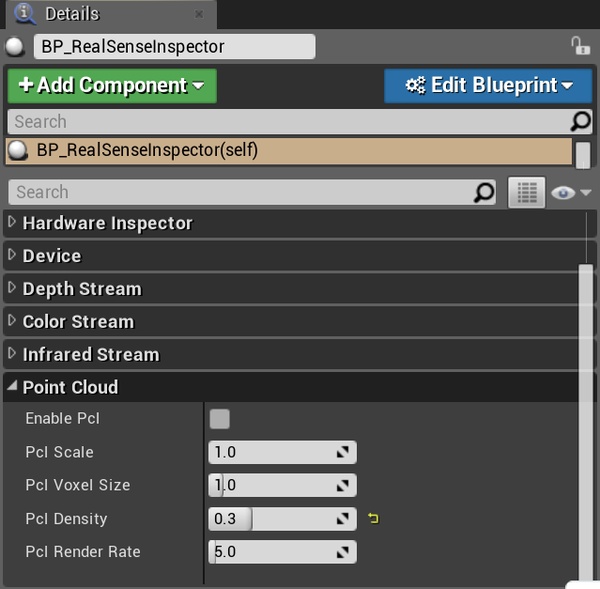 Details
BP_RealSenseInspector
+Add Component
Edit Blueprint
Search
BP_RealSenseInspector(self)
Search
Hardware Inspector
Device
Depth Stream
Color Stream
Infrared Stream
Point Cloud
Enable Pcl
Pcl Scale 1.0
Pcl Voxel Size 1.0
Pcl Density 0.3
Pcl Render Rate 5.0